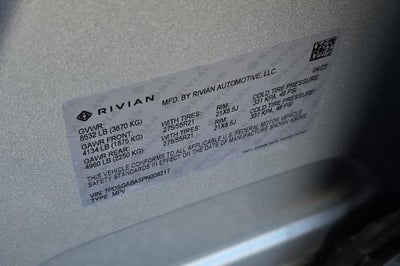 RIVIAN MFD. BY RIVIAN AUTOMOTIVE, LLC 04/23
GVWR:
8532 LB (3870 KG)
GAWR FRONT WITH TIRES: RIM: COLD TIRE PRESSURE:
4134 LB (1875 KG) 275/55R21 21X8.5J 331 KPA, 48 PSI
GAWR REAR: WITH TIRES: RIM: COLD TIRE PRESSURE:
4960 LB (2250 KG) 275/55R21 21X8.5J 331 KPA, 48 PSI
THIS VEHICLE CONFORMS TO ALL APPLICABLE U.S. FEDERAL MOTOR VEHICLE
SAFETY STANDARDS IN EFFECT ON THE DATE OF MANUFACTURE SHOWN ABOVE.
VIN:
TYPE: MPV